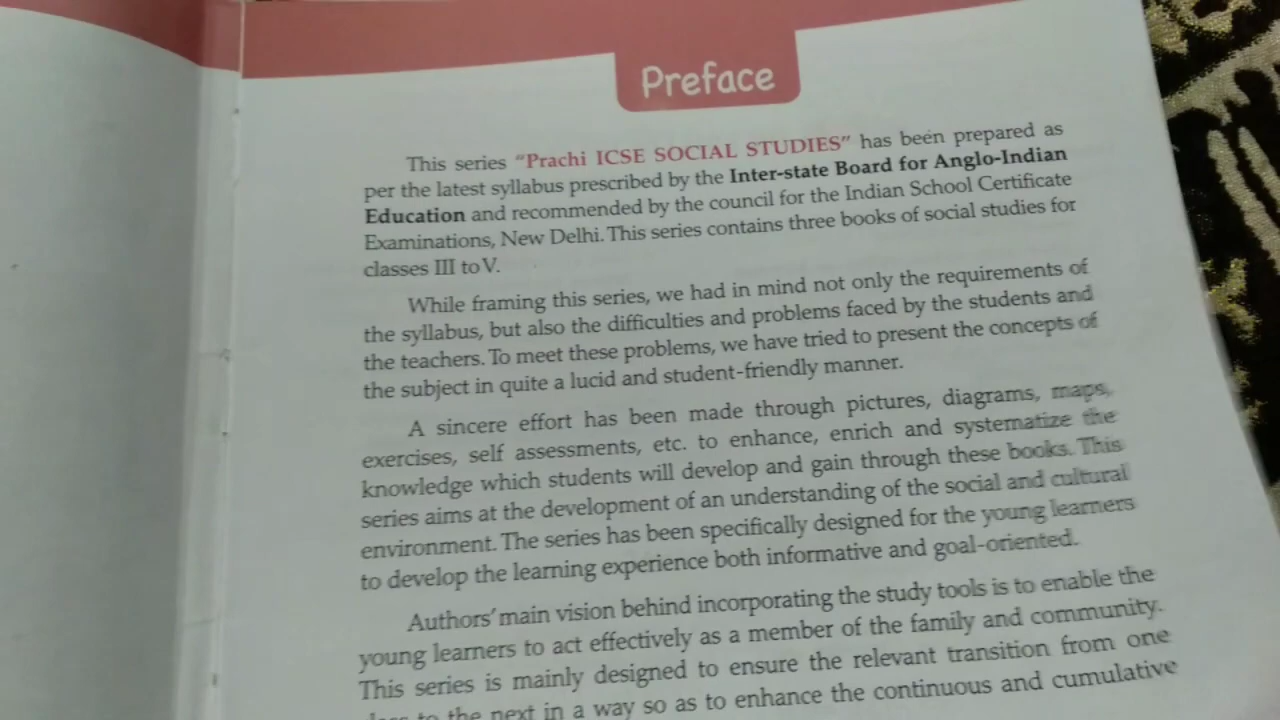 Preface
This series "Prachi ICSE SOCIAL STUDIES" has been prepared as
per the latest syllabus prescribed by the Inter-state Board for Anglo-Indian
Education and recommended by the council for the Indian School Certificate
Examinations, New Delhi. This series contains three books of social studies for
classes III to V.
While framing this series, we had in mind not only the requirements of
the syllabus, but also the difficulties and problems faced by the students and
the teachers. To meet these problems, we have tried to present the concepts of
the subject in quite a lucid and student-friendly manner.
A sincere effort has been made through pictures, diagrams, maps,
exercises, self assessments, etc. to enhance, enrich and systematize the
knowledge which students will develop and gain through these books. This
series aims at the development of an understanding of the social and cultural
environment. The series has been specifically designed for the young learners
to develop the learning experience both informative and goal-oriented.
Authors' main vision behind incorporating the study tools is to enable the
young learners to act effectively as a member of the family and community.
This series is mainly designed to ensure the relevant transition from one
to the next in a way so as to enhance the continuous and cumulative